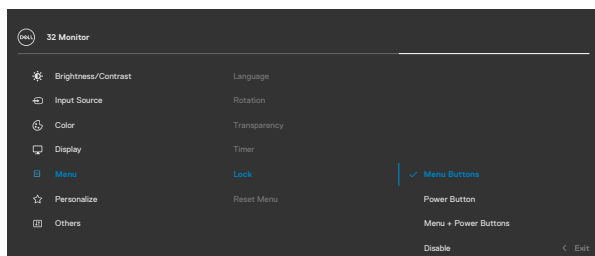 DELL
32 Monitor
Brightness/Contrast Language
Input Source Rotation
Color Transparency
Display Timer
Menu Lock Menu Buttons
Personalize Reset Menu Power Button
Others Menu + Power Buttons
Disable Exit